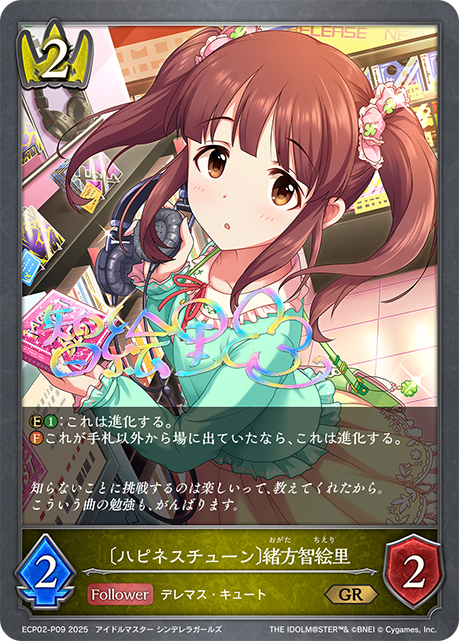 RELEASE NEW
2
智絵里
E 1：これは進化する。
F これが手札以外から場に出ていたなら、これは進化する。
知らないことに挑戦するのは楽しいって、教えてくれたから。
こういう曲の勉強も、がんばります。
おがた ちえり
〔ハピネスチューン〕緒方智絵里
2
Follower デレマス・キュート
GR
2
ECP02-P09 2025 アイドルマスター シンデレラガールズ THE IDOLM@STER™& ©BNEI © Cygames, Inc.